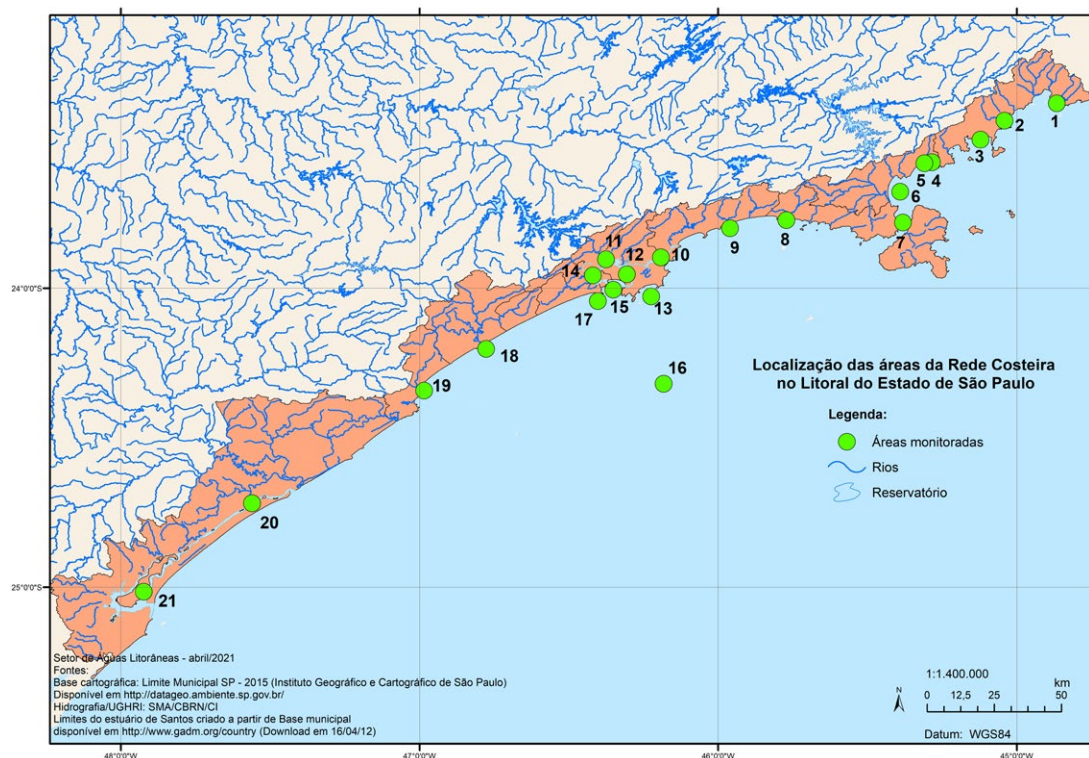 1
2
3
5 4
6
7
8
9
10
11
12
13
14
15
16
17
18
19
20
21
24°0'0"S
25°0'0"S
Localização das áreas da Rede Costeira
no Litoral do Estado de São Paulo
Legenda:
Áreas monitoradas
Rios
Reservatório
Setor de Águas Litorâneas - abril/2021
Fontes:
Base cartográfica: Limite Municipal SP - 2015 (Instituto Geográfico e Cartográfico de São Paulo)
Disponível em http://datageo.ambiente.sp.gov.br/
Hidrografia/UGHRI: SMA/CBRN/CI
Limites do estuário de Santos criado a partir de Base municipal
disponível em http://www.gadm.org/country (Download em 16/04/12)
1:1.400.000
km
N
0 12,5 25 50
Datum: WGS84
48°0'0"W 47°0'0"W 46°0'0"W 45°0'0"W